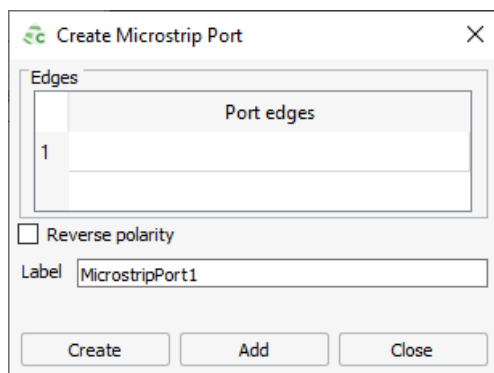 Create Microstrip Port
Edges
Port edges
1
Reverse polarity
Label MicrostripPort1
Create Add Close